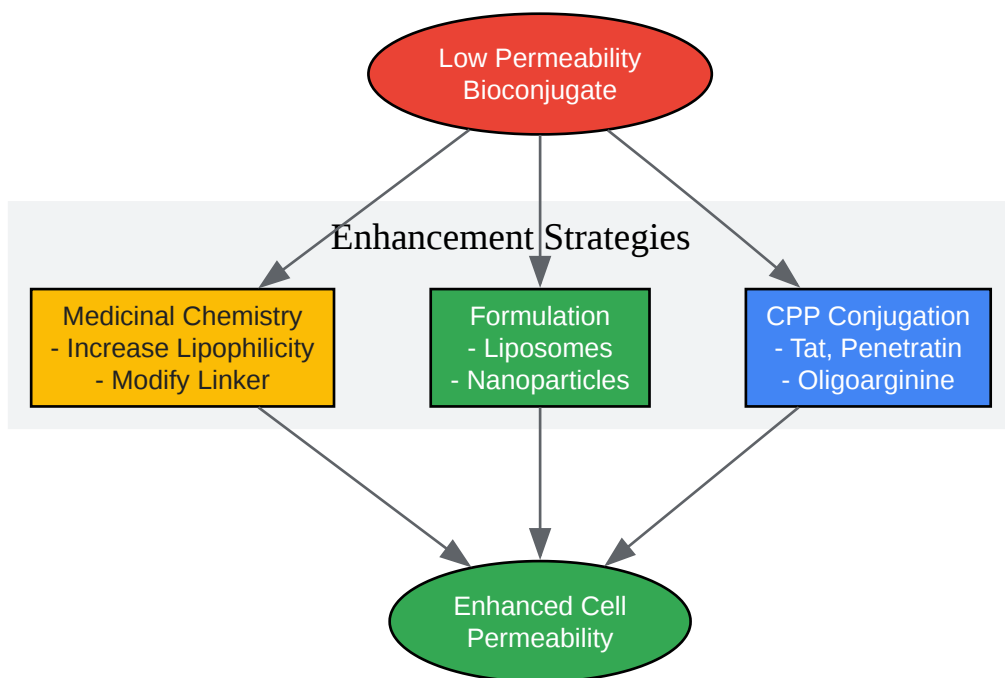 Low Permeability
Bioconjugate
Enhancement Strategies
Medicinal Chemistry
- Increase Lipophilicity
- Modify Linker
Formulation
- Liposomes
- Nanoparticles
CPP Conjugation
- Tat, Penetratin
- Oligoarginine
Enhanced Cell
Permeability